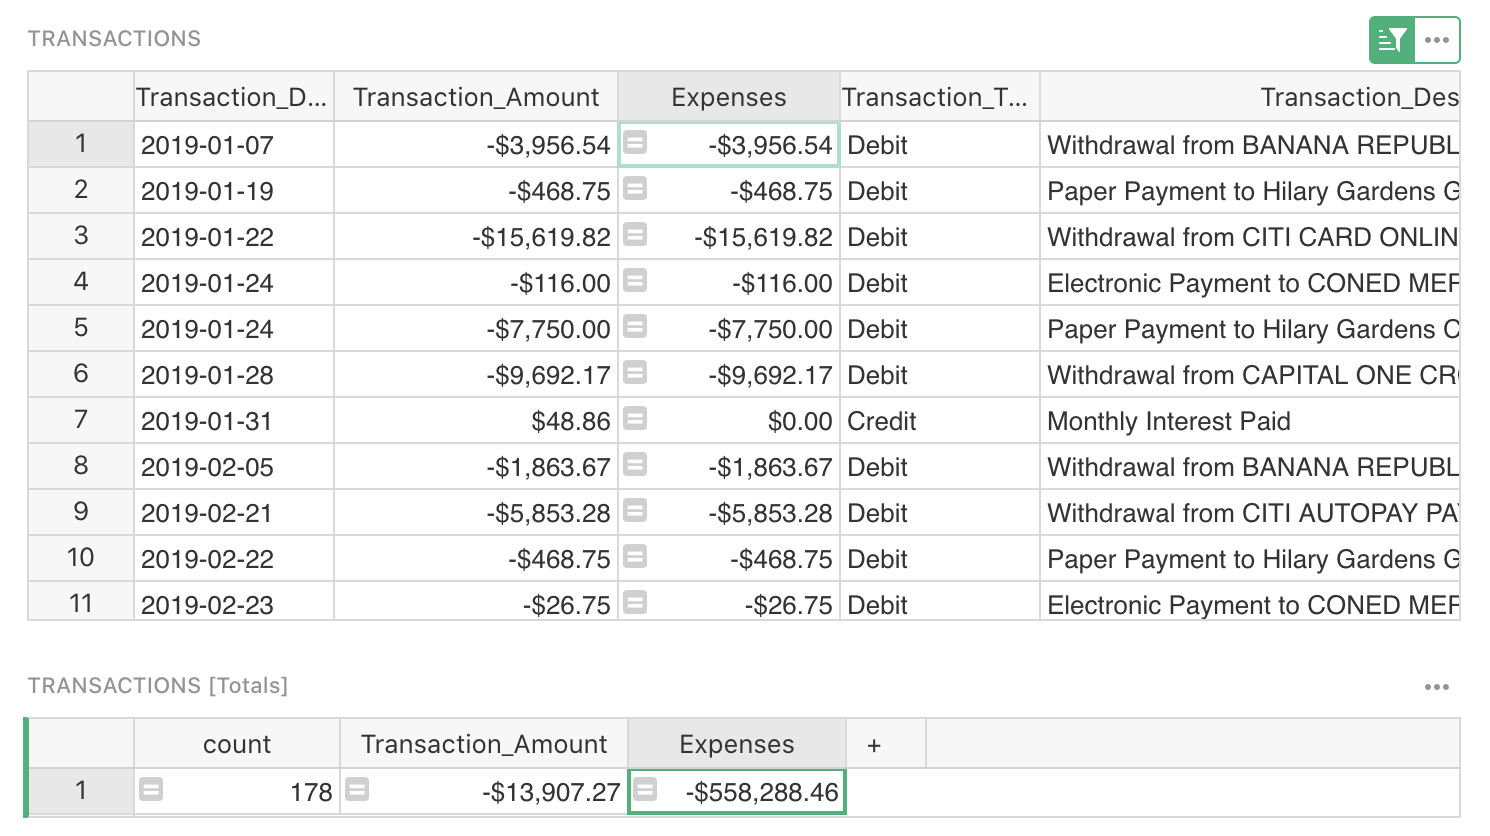 TRANSACTIONS
Transaction_D... Transaction_Amount Expenses Transaction_T... Transaction_Des
1 2019-01-07 -$3,956.54 = -$3,956.54 Debit Withdrawal from BANANA REPUBL
2 2019-01-19 -$468.75 = -$468.75 Debit Paper Payment to Hilary Gardens G
3 2019-01-22 -$15,619.82 = -$15,619.82 Debit Withdrawal from CITI CARD ONLIN
4 2019-01-24 -$116.00 = -$116.00 Debit Electronic Payment to CONED MER
5 2019-01-24 -$7,750.00 = -$7,750.00 Debit Paper Payment to Hilary Gardens C
6 2019-01-28 -$9,692.17 = -$9,692.17 Debit Withdrawal from CAPITAL ONE CR
7 2019-01-31 $48.86 = $0.00 Credit Monthly Interest Paid
8 2019-02-05 -$1,863.67 = -$1,863.67 Debit Withdrawal from BANANA REPUBL
9 2019-02-21 -$5,853.28 = -$5,853.28 Debit Withdrawal from CITI AUTOPAY PA
10 2019-02-22 -$468.75 = -$468.75 Debit Paper Payment to Hilary Gardens G
11 2019-02-23 -$26.75 = -$26.75 Debit Electronic Payment to CONED MER
TRANSACTIONS [Totals]
count Transaction_Amount Expenses +
1 = 178 = -$13,907.27 = -$558,288.46